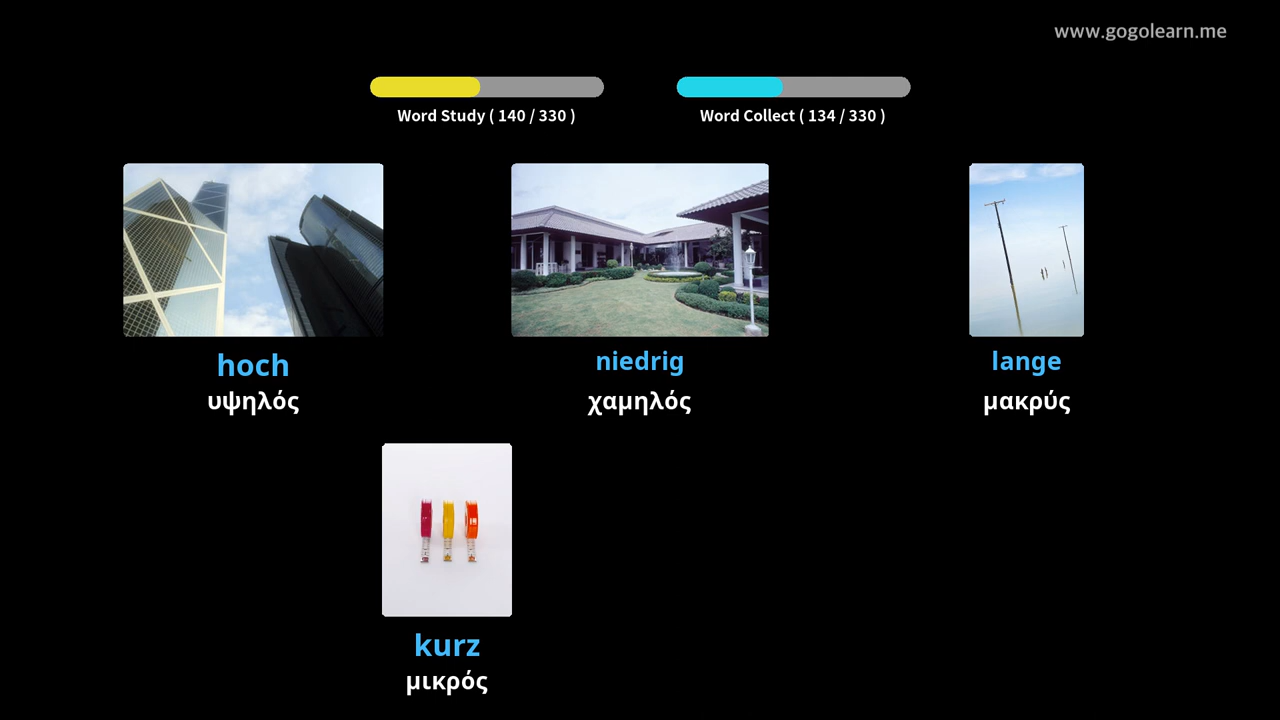 www.gogolearn.me
Word Study ( 140 / 330 )
Word Collect ( 134 / 330 )
hoch
υψηλός
niedrig
χαμηλός
lange
μακρύς
kurz
μικρός